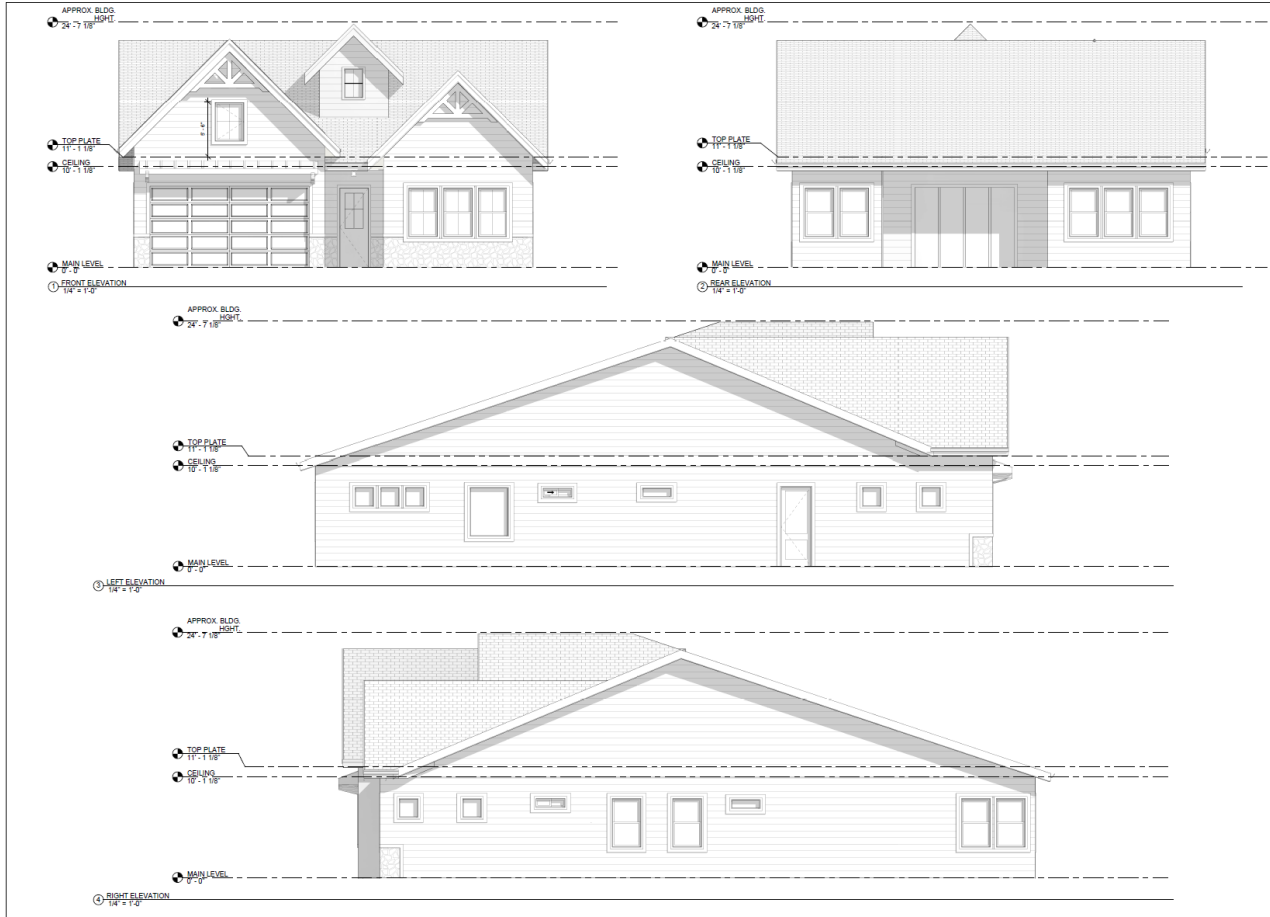 APPROX. BLDG.
HGHT.
24' - 7 1/8"
TOP PLATE
11' - 1 1/8"
CEILING
10' - 1 1/8"
MAIN LEVEL
0' - 0"
1 FRONT ELEVATION
1/4" = 1'-0"
APPROX. BLDG.
HGHT.
24' - 7 1/8"
TOP PLATE
11' - 1 1/8"
CEILING
10' - 1 1/8"
MAIN LEVEL
0' - 0"
2 REAR ELEVATION
1/4" = 1'-0"
APPROX. BLDG.
HGHT.
24' - 7 1/8"
TOP PLATE
11' - 1 1/8"
CEILING
10' - 1 1/8"
MAIN LEVEL
0' - 0"
3 LEFT ELEVATION
1/4" = 1'-0"
APPROX. BLDG.
HGHT.
24' - 7 1/8"
TOP PLATE
11' - 1 1/8"
CEILING
10' - 1 1/8"
MAIN LEVEL
0' - 0"
4 RIGHT ELEVATION
1/4" = 1'-0"